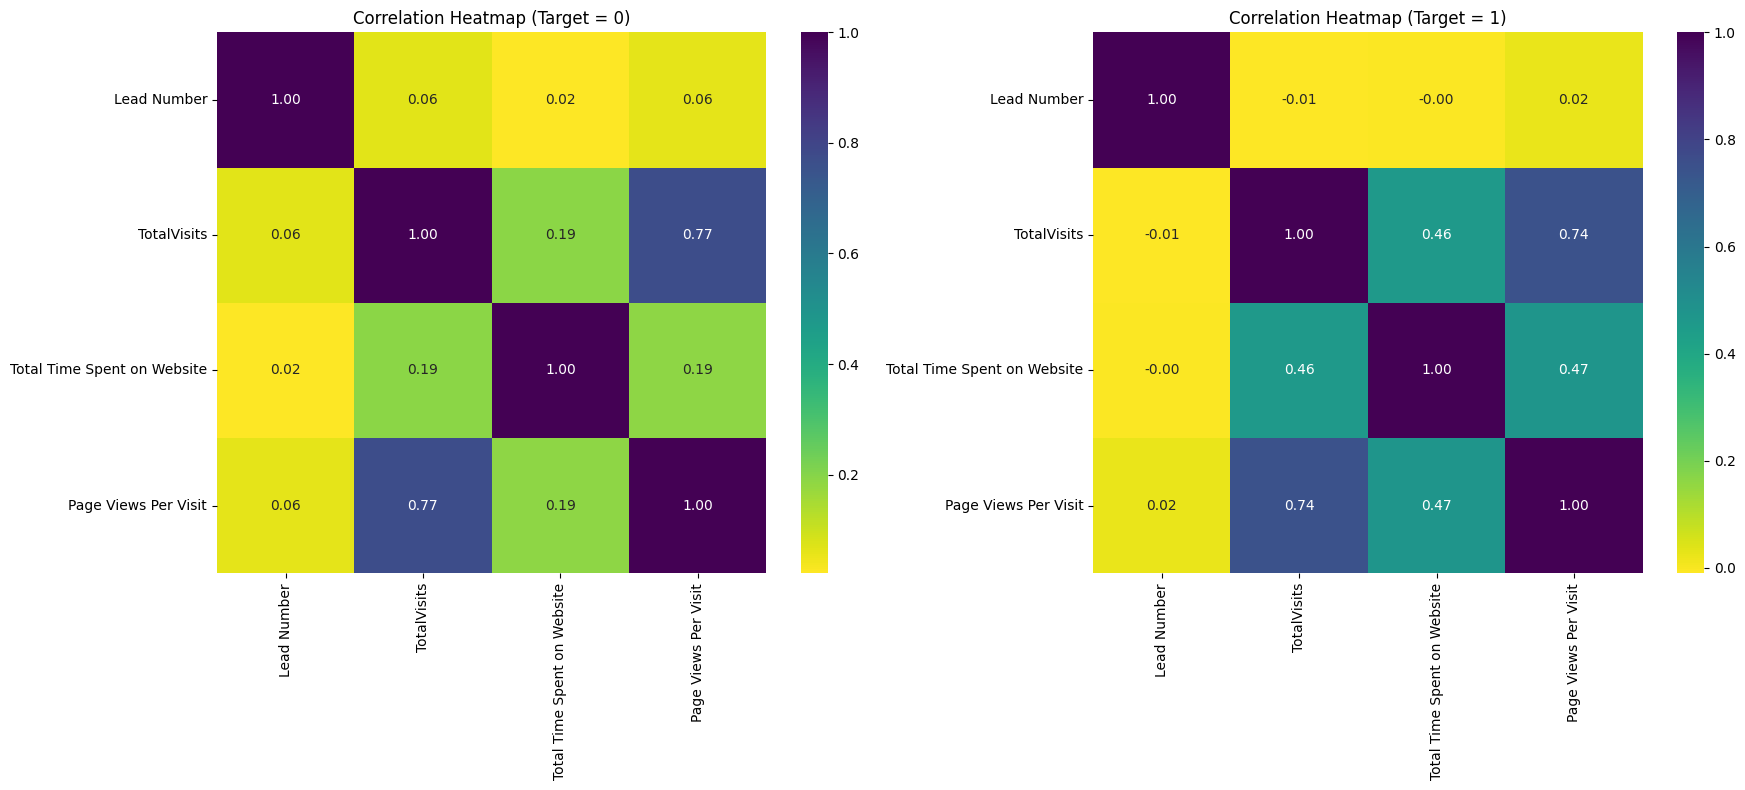 Correlation Heatmap (Target = 0)
Lead Number
1.00 0.06 0.02 0.06
TotalVisits
0.06 1.00 0.19 0.77
Total Time Spent on Website
0.02 0.19 1.00 0.19
Page Views Per Visit
0.06 0.77 0.19 1.00
Lead Number
TotalVisits
Total Time Spent on Website
Page Views Per Visit
1.0
0.8
0.6
0.4
0.2
Correlation Heatmap (Target = 1)
Lead Number
1.00 -0.01 -0.00 0.02
TotalVisits
-0.01 1.00 0.46 0.74
Total Time Spent on Website
-0.00 0.46 1.00 0.47
Page Views Per Visit
0.02 0.74 0.47 1.00
Lead Number
TotalVisits
Total Time Spent on Website
Page Views Per Visit
1.0
0.8
0.6
0.4
0.2
0.0